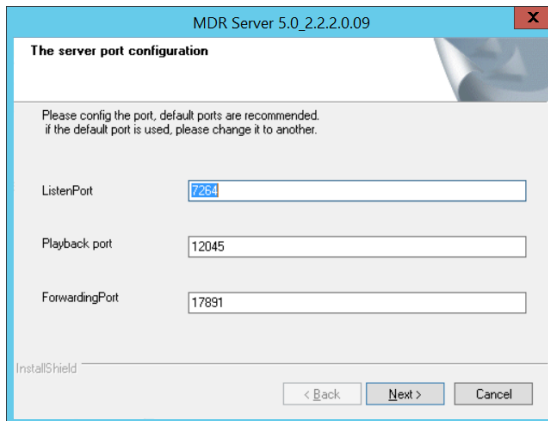 MDR Server 5.0_2.2.2.0.09
X
The server port configuration
Please config the port, default ports are recommended.
if the default port is used, please change it to another.
ListenPort
7264
Playback port
12045
ForwardingPort
17891
InstallShield
< Back
Next >
Cancel